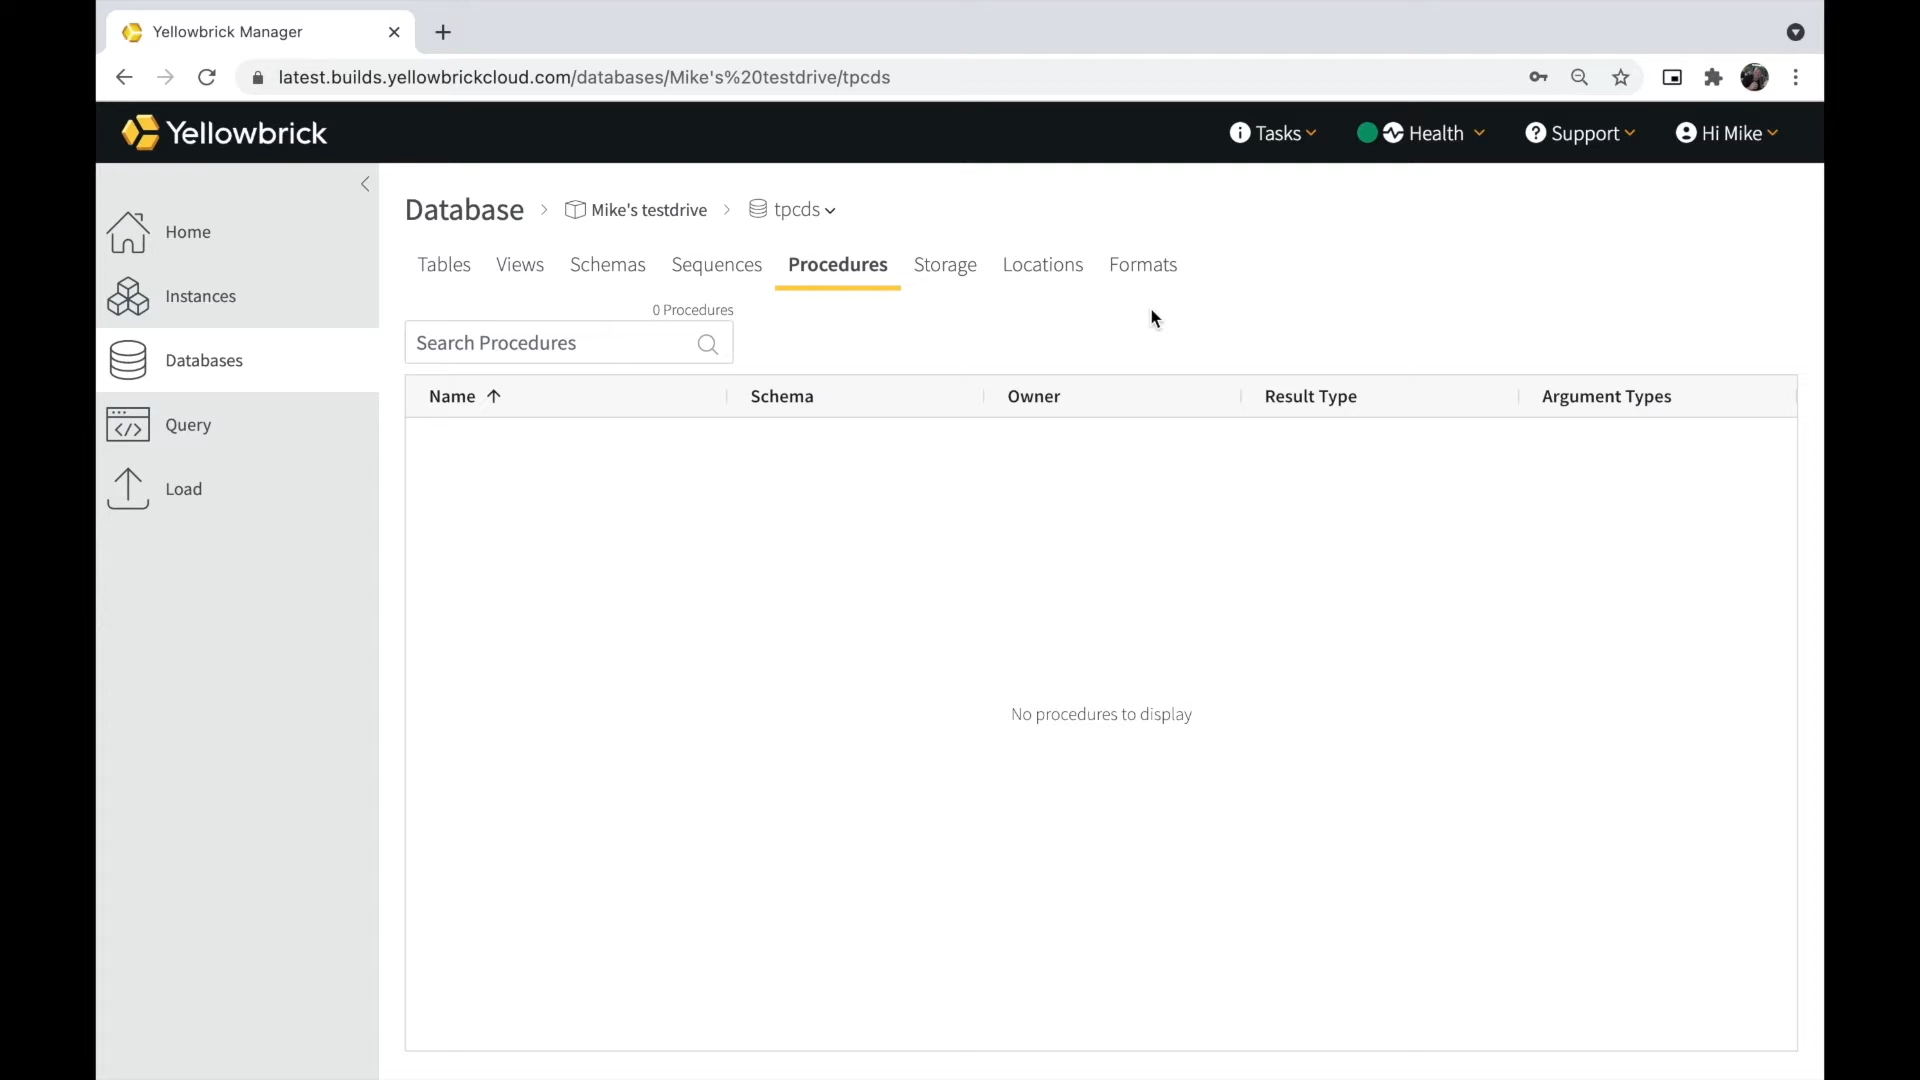 Yellowbrick Manager
latest.builds.yellowbrickcloud.com/databases/Mike's%20testdrive/tpcds
Yellowbrick
Tasks
Health
Support
Hi Mike
Home
Instances
Databases
Query
Load
Database > Mike's testdrive > tpcds
Tables Views Schemas Sequences Procedures Storage Locations Formats
0 Procedures
Search Procedures
Name Schema Owner Result Type Argument Types
No procedures to display